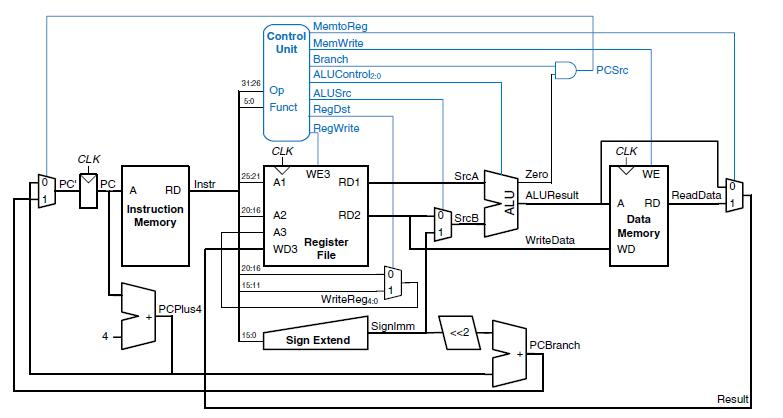 MemtoReg
Control
Unit
MemWrite
Branch
ALUControl2:0
PCSrc
31:26
Op
ALUSrc
5:0
Funct
RegDst
RegWrite
CLK
CLK
CLK
0
1
PC'
PC
A
RD
Instr
Instruction
Memory
25:21
A1
WE3
RD1
SrcA
Zero
ALU
ALUResult
WE
A
RD
ReadData
0
1
20:16
A2
RD2
0
1
SrcB
A3
WD3
Register
File
Data
Memory
WriteData
WD
20:16
0
15:11
1
WriteReg4:0
PCPlus4
+
4
15:0
Sign Extend
SignImm
<<2
+
PCBranch
Result